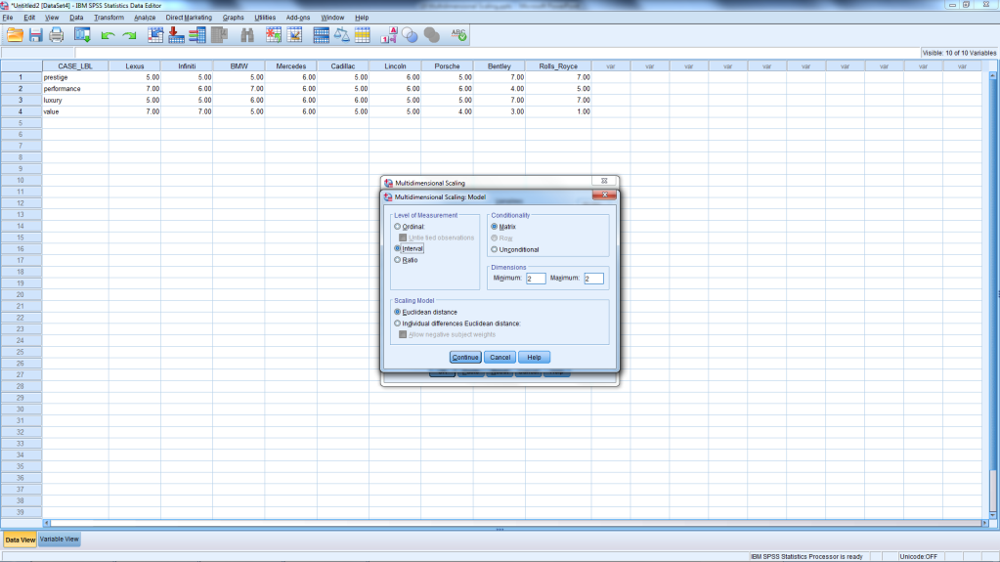 *Untitled2 [DataSet4] - IBM SPSS Statistics Data Editor
File Edit View Data Transform Analyze Direct Marketing Graphs Utilities Add-ons Window Help
Visible: 10 of 10 Variables
CASE_LBL Lexus Infiniti BMW Mercedes Cadillac Lincoln Porsche Bentley Rolls_Royce var var var var var var var var var var
1 prestige 5.00 5.00 5.00 6.00 5.00 6.00 5.00 7.00 7.00
2 performance 7.00 6.00 7.00 6.00 5.00 6.00 6.00 4.00 5.00
3 luxury 5.00 5.00 6.00 6.00 6.00 5.00 5.00 7.00 7.00
4 value 7.00 7.00 5.00 6.00 5.00 5.00 4.00 3.00 1.00
5
6
7
8
9
10
11
12
13
14
15
16
17
18
19
20
21
22
23
24
25
26
27
28
29
30
31
32
33
34
35
36
37
38
39
Multidimensional Scaling
Multidimensional Scaling: Model
Level of Measurement
Ordinal:
Untie tied observations
Interval
Ratio
Conditionality
Matrix
Row
Unconditional
Dimensions
Minimum: 2 Maximum: 2
Scaling Model
Euclidean distance
Individual differences Euclidean distance:
Allow negative subject weights
Continue Cancel Help
Data View Variable View
IBM SPSS Statistics Processor is ready Unicode:OFF